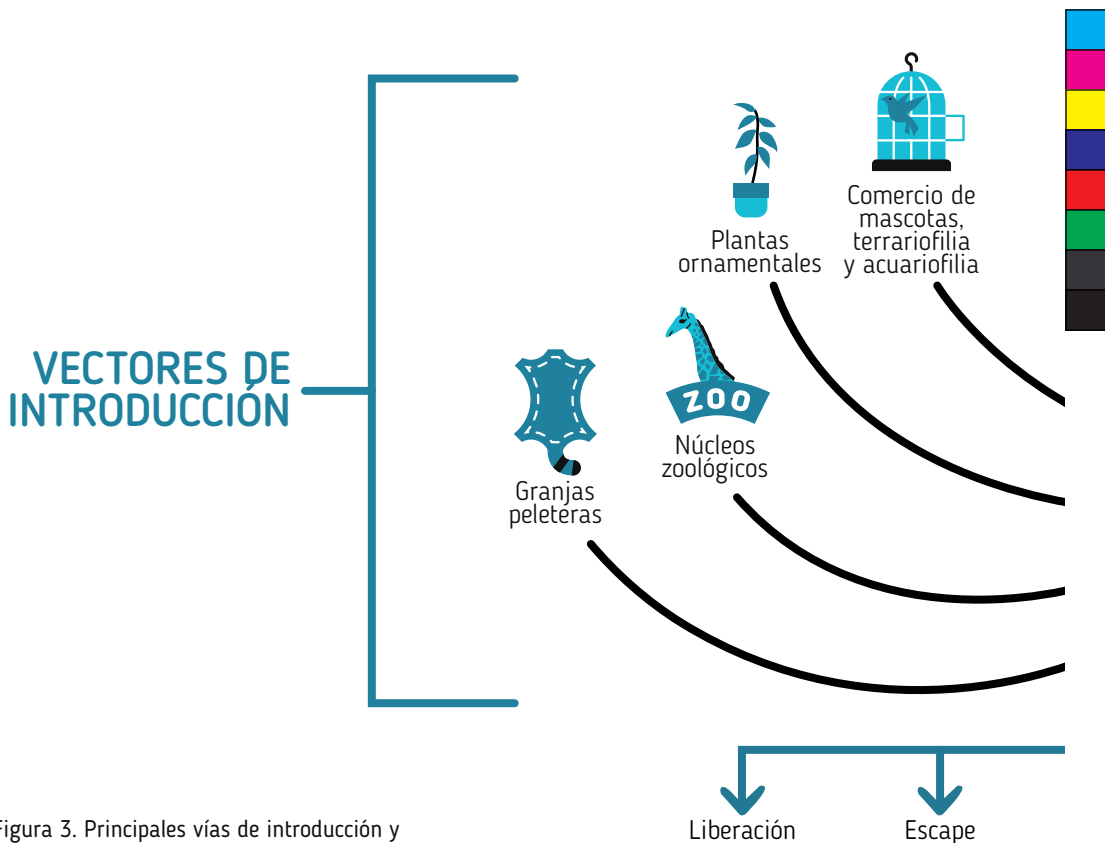 VECTORES DE
INTRODUCCIÓN
Comercio de
mascotas,
terrariofilia
y acuariofilia
Plantas
ornamentales
ZOO
Núcleos
zoológicos
Granjas
peleteras
Liberación
Escape
Figura 3. Principales vías de introducción y